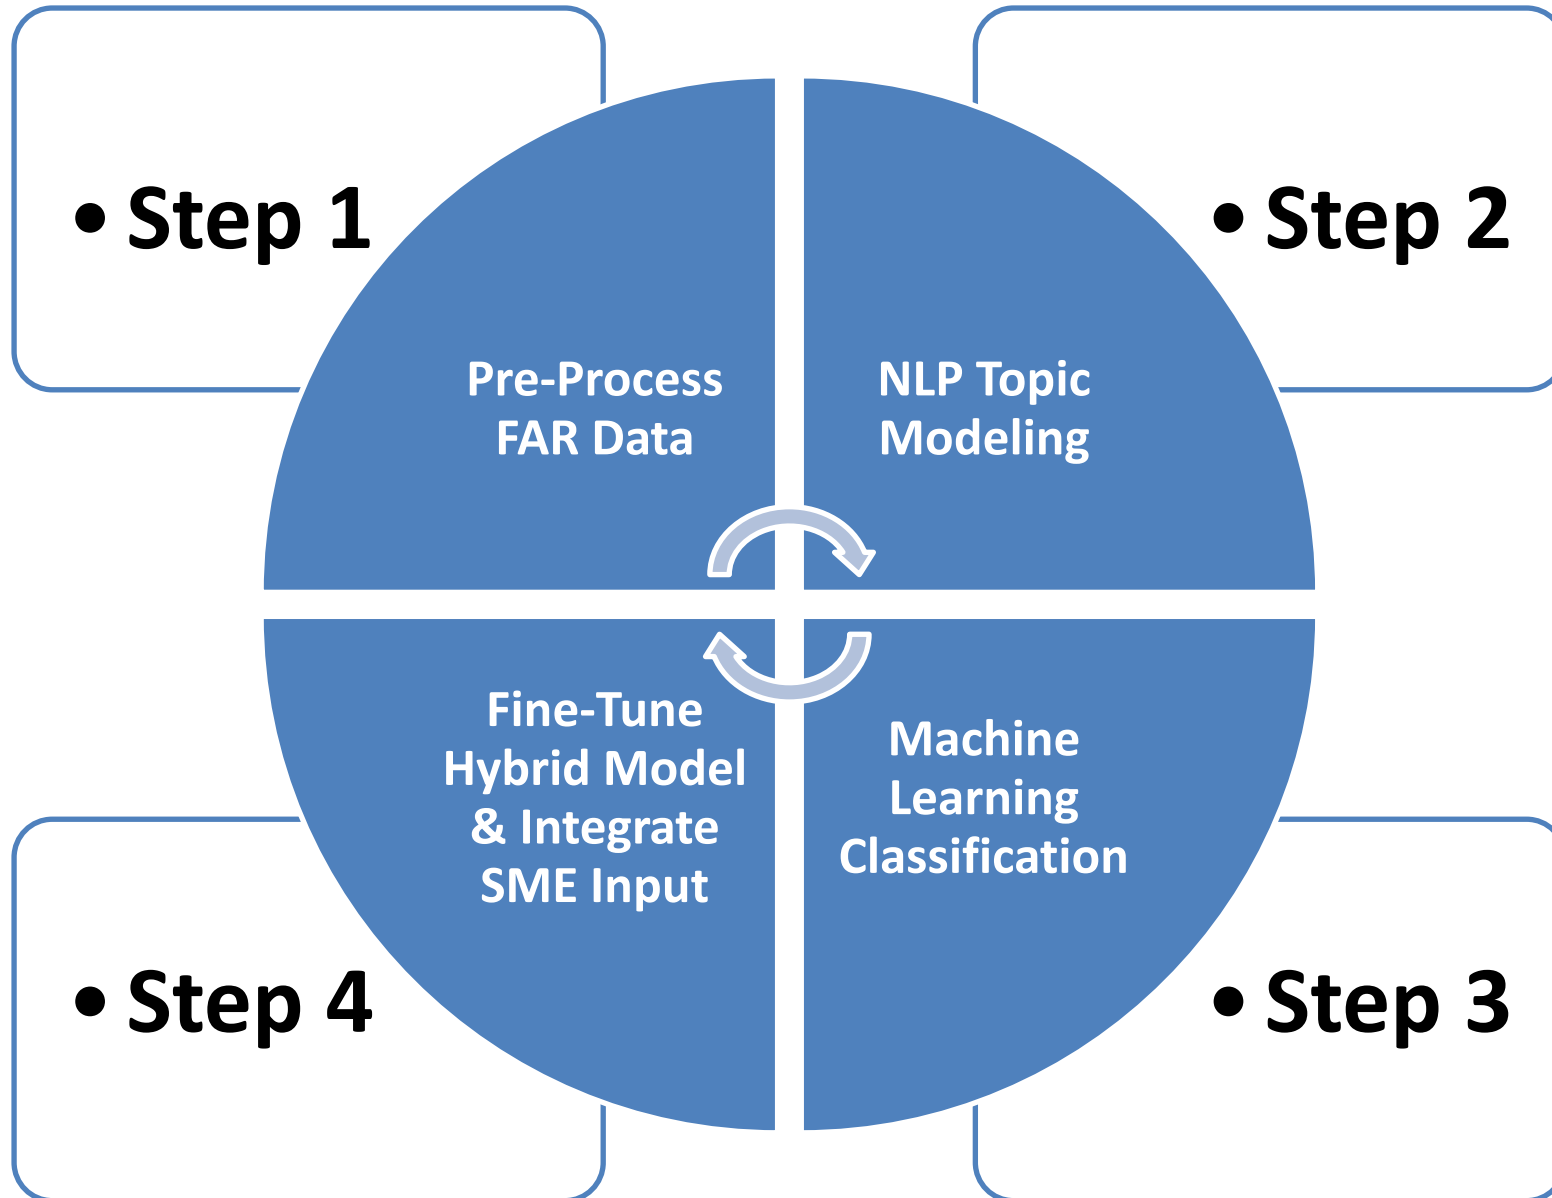 • Step 1
Pre-Process
FAR Data
• Step 2
NLP Topic
Modeling
• Step 3
Machine
Learning
Classification
• Step 4
Fine-Tune
Hybrid Model
& Integrate
SME Input